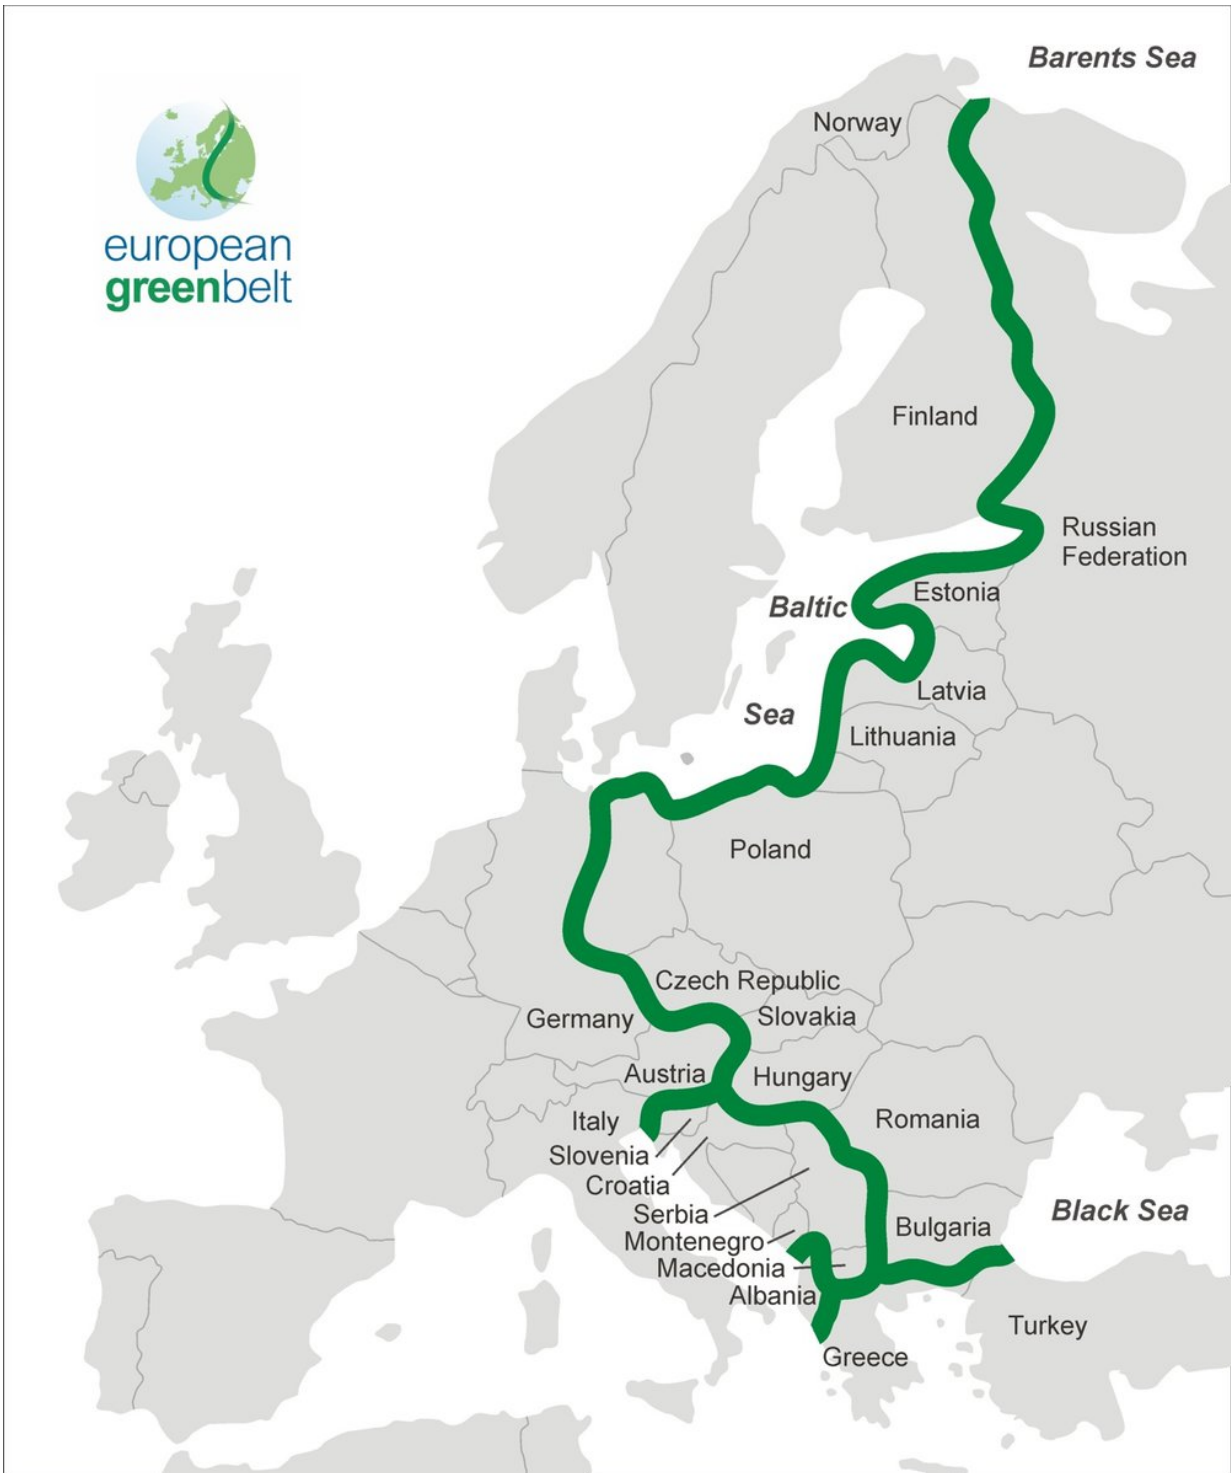 Barents Sea
Norway
european
greenbelt
Finland
Russian
Federation
Estonia
Baltic
Latvia
Sea
Lithuania
Poland
Czech Republic
Slovakia
Germany
Austria
Hungary
Italy
Romania
Slovenia
Croatia
Serbia
Black Sea
Bulgaria
Montenegro
Macedonia
Albania
Turkey
Greece